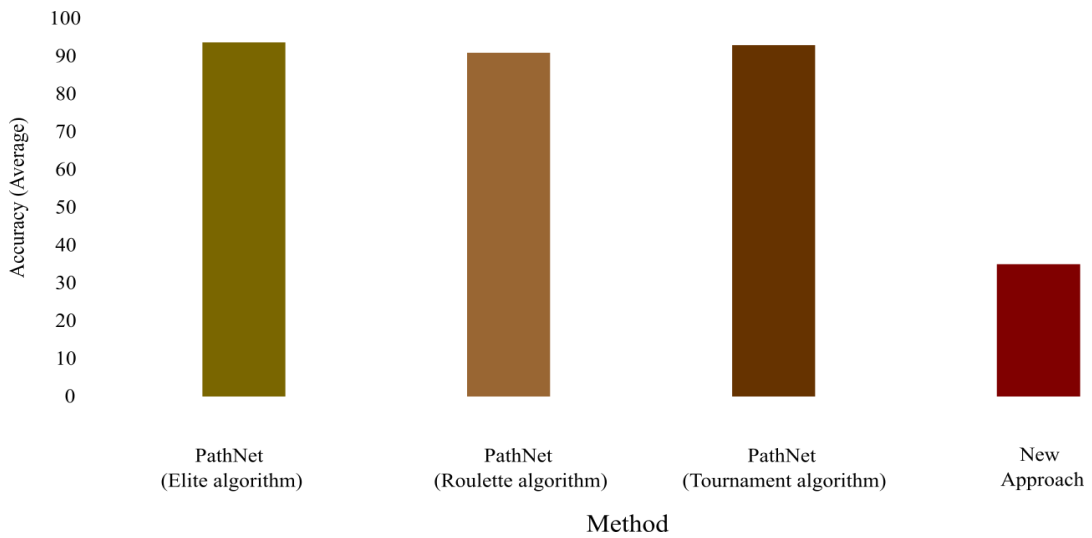 100
90
80
70
60
50
40
30
20
10
0
Accuracy (Average)
PathNet
(Elite algorithm)
PathNet
(Roulette algorithm)
PathNet
(Tournament algorithm)
New
Approach
Method